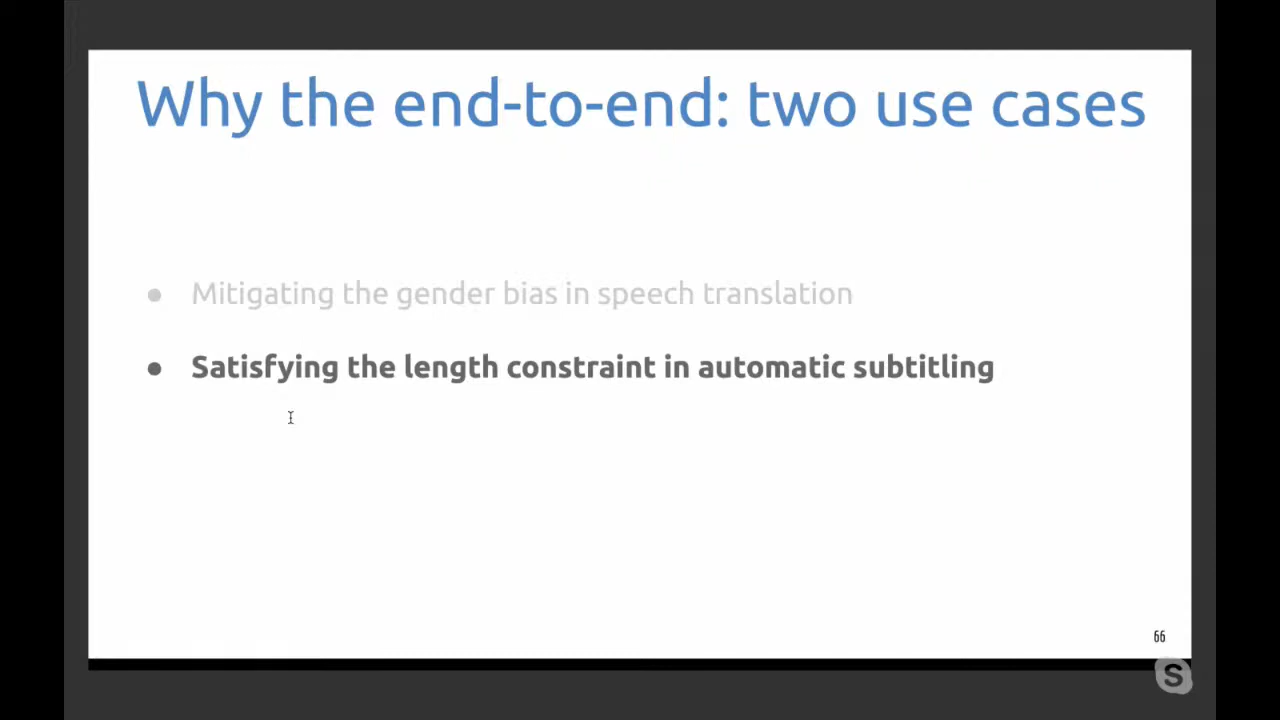 Why the end-to-end: two use cases
● Mitigating the gender bias in speech translation
● Satisfying the length constraint in automatic subtitling
66
S